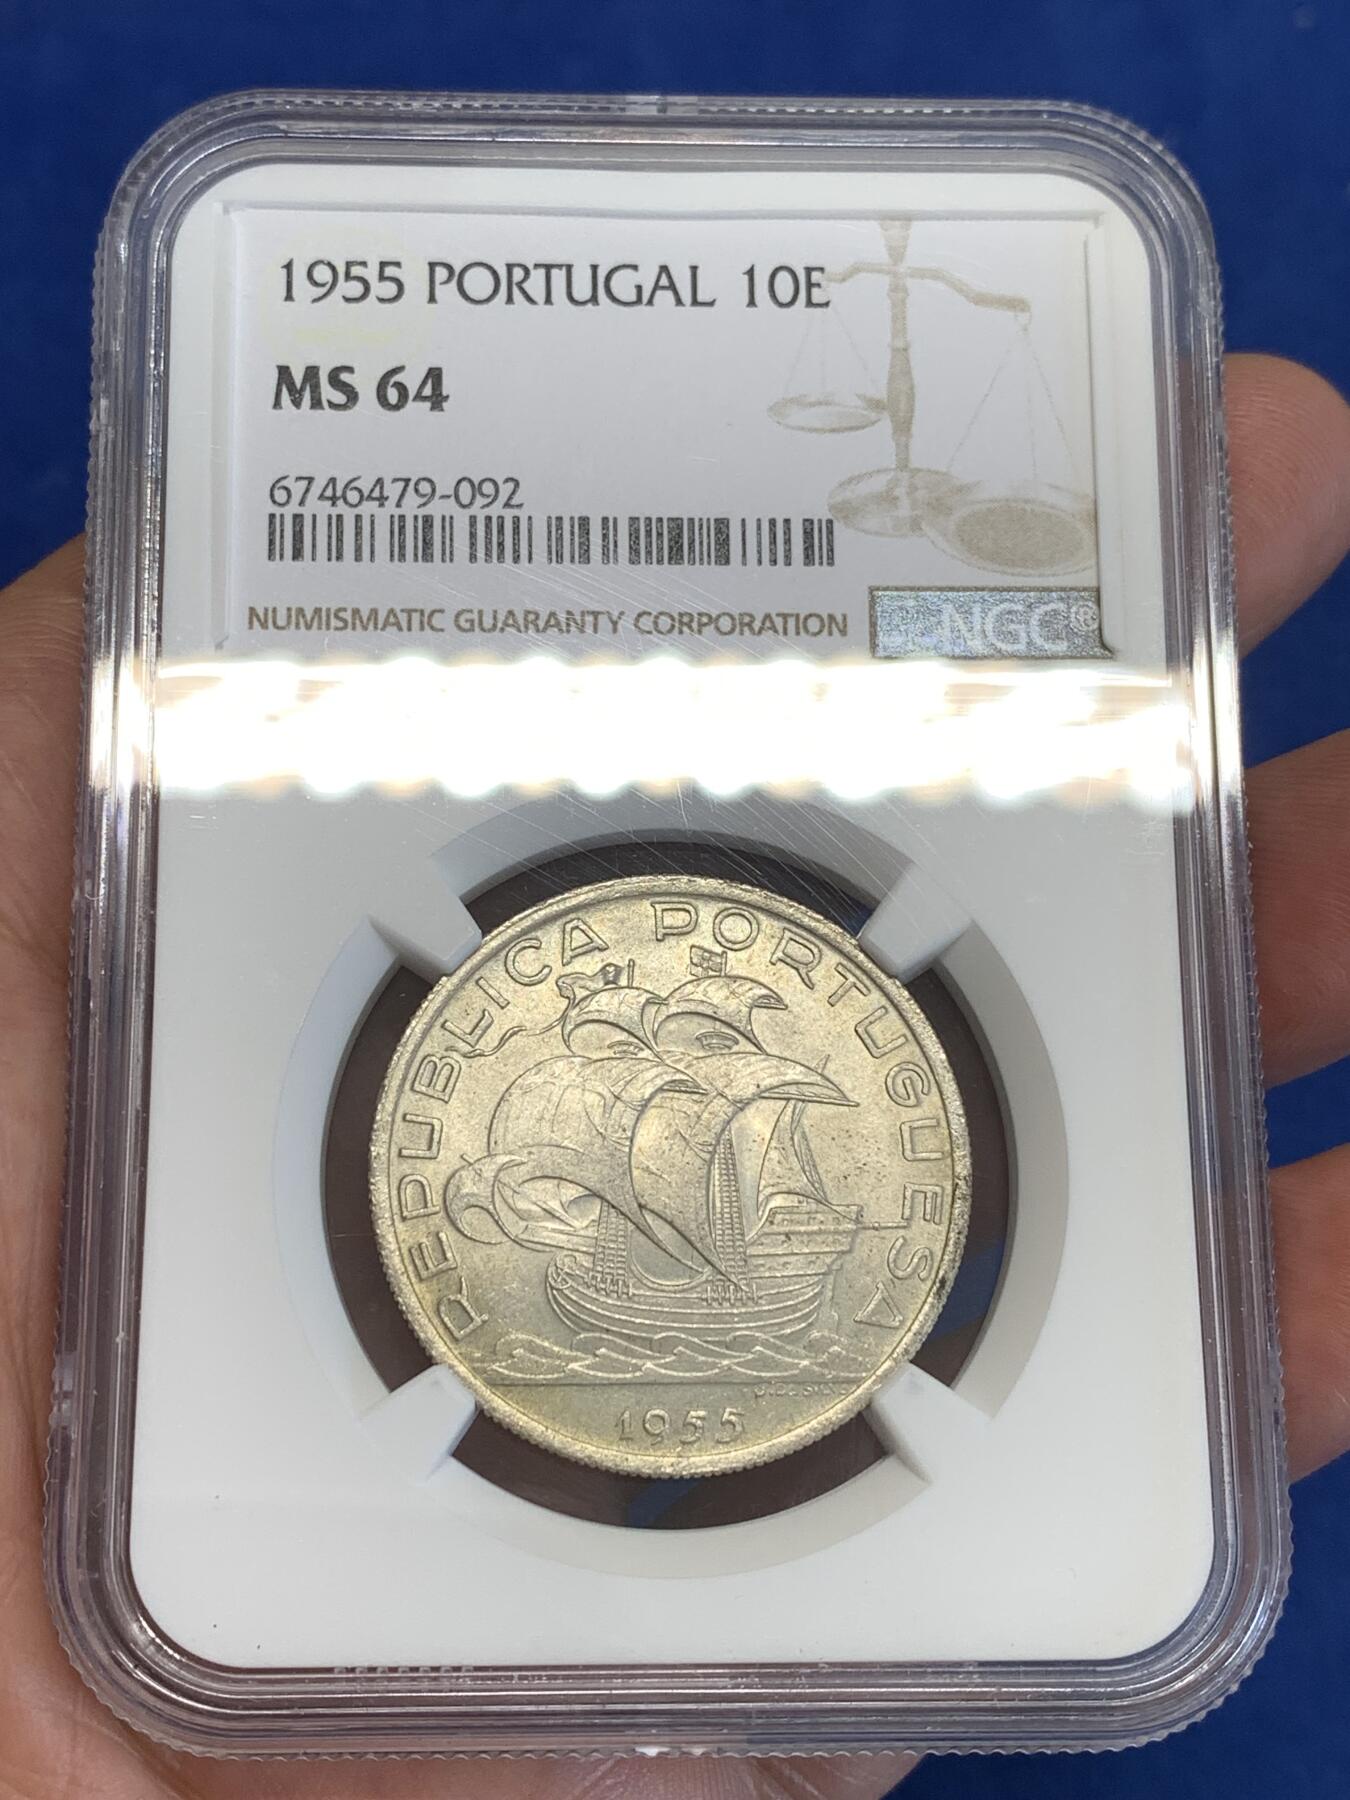 1955 PORTUGAL 10E
MS 64
6746479-092
NUMISMATIC GUARANTY CORPORATION
NGC®
REPUBLICA PORTUGUESA
1955